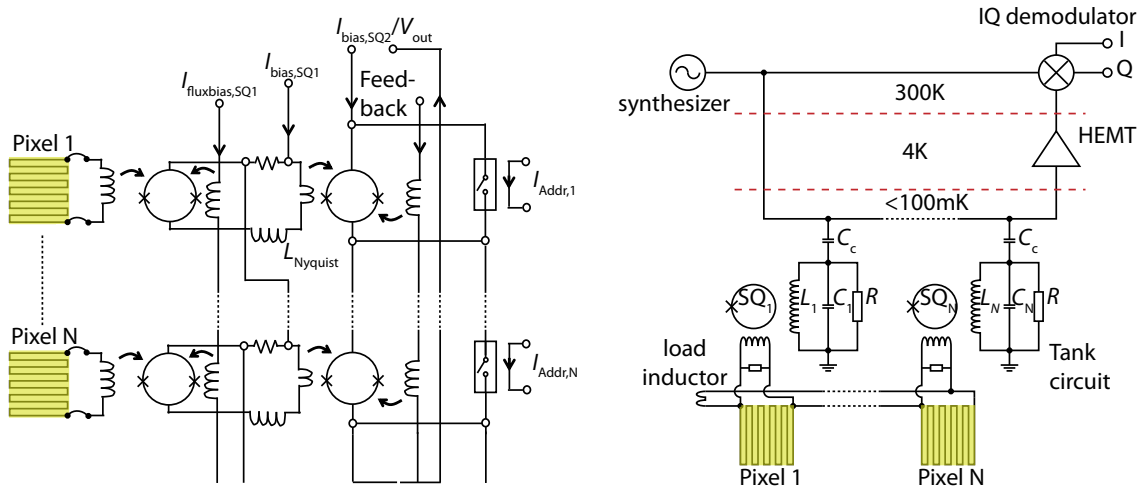 I_bias,SQ2/V_out
I_bias,SQ1
I_fluxbias,SQ1
Feed-
back
Pixel 1
I_Addr,1
L_Nyquist
Pixel N
I_Addr,N
IQ demodulator
I
Q
synthesizer
300K
HEMT
4K
<100mK
C_c
C_c
SQ_1
L_1
C_1
R
SQ_N
L_N
C_N
R
load
inductor
Tank
circuit
Pixel 1
Pixel N